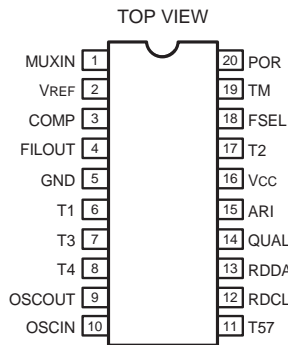 TOP VIEW
MUXIN 1 20 POR
VREF 2 19 TM
COMP 3 18 FSEL
FILOUT 4 17 T2
GND 5 16 VCC
T1 6 15 ARI
T3 7 14 QUAL
T4 8 13 RDDA
OSCOUT 9 12 RDCL
OSCIN 10 11 T57